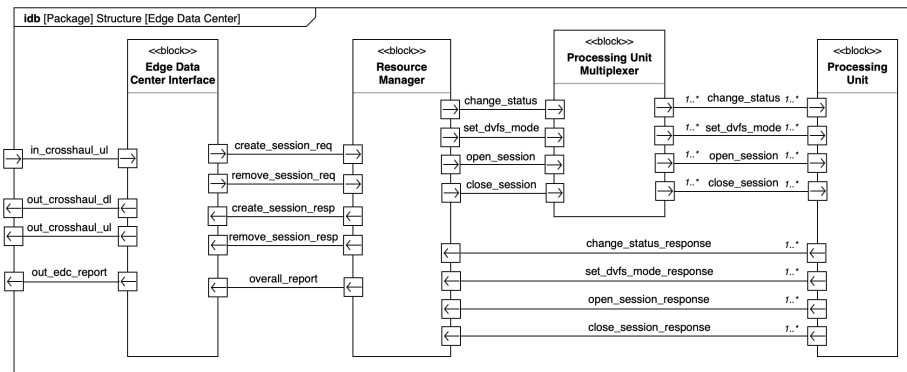 idb [Package] Structure [Edge Data Center]
<<block>>
Edge Data
Center Interface
<<block>>
Resource
Manager
<<block>>
Processing Unit
Multiplexer
<<block>>
Processing
Unit
change_status
1..* change_status 1..*
set_dvfs_mode
1..* set_dvfs_mode 1..*
in_crosshaul_ul
create_session_req
open_session
1..* open_session 1..*
remove_session_req
close_session
1..* close_session 1..*
out_crosshaul_dl
create_session_resp
out_crosshaul_ul
remove_session_resp
change_status_response 1..*
out_edc_report
overall_report
set_dvfs_mode_response 1..*
open_session_response 1..*
close_session_response 1..*